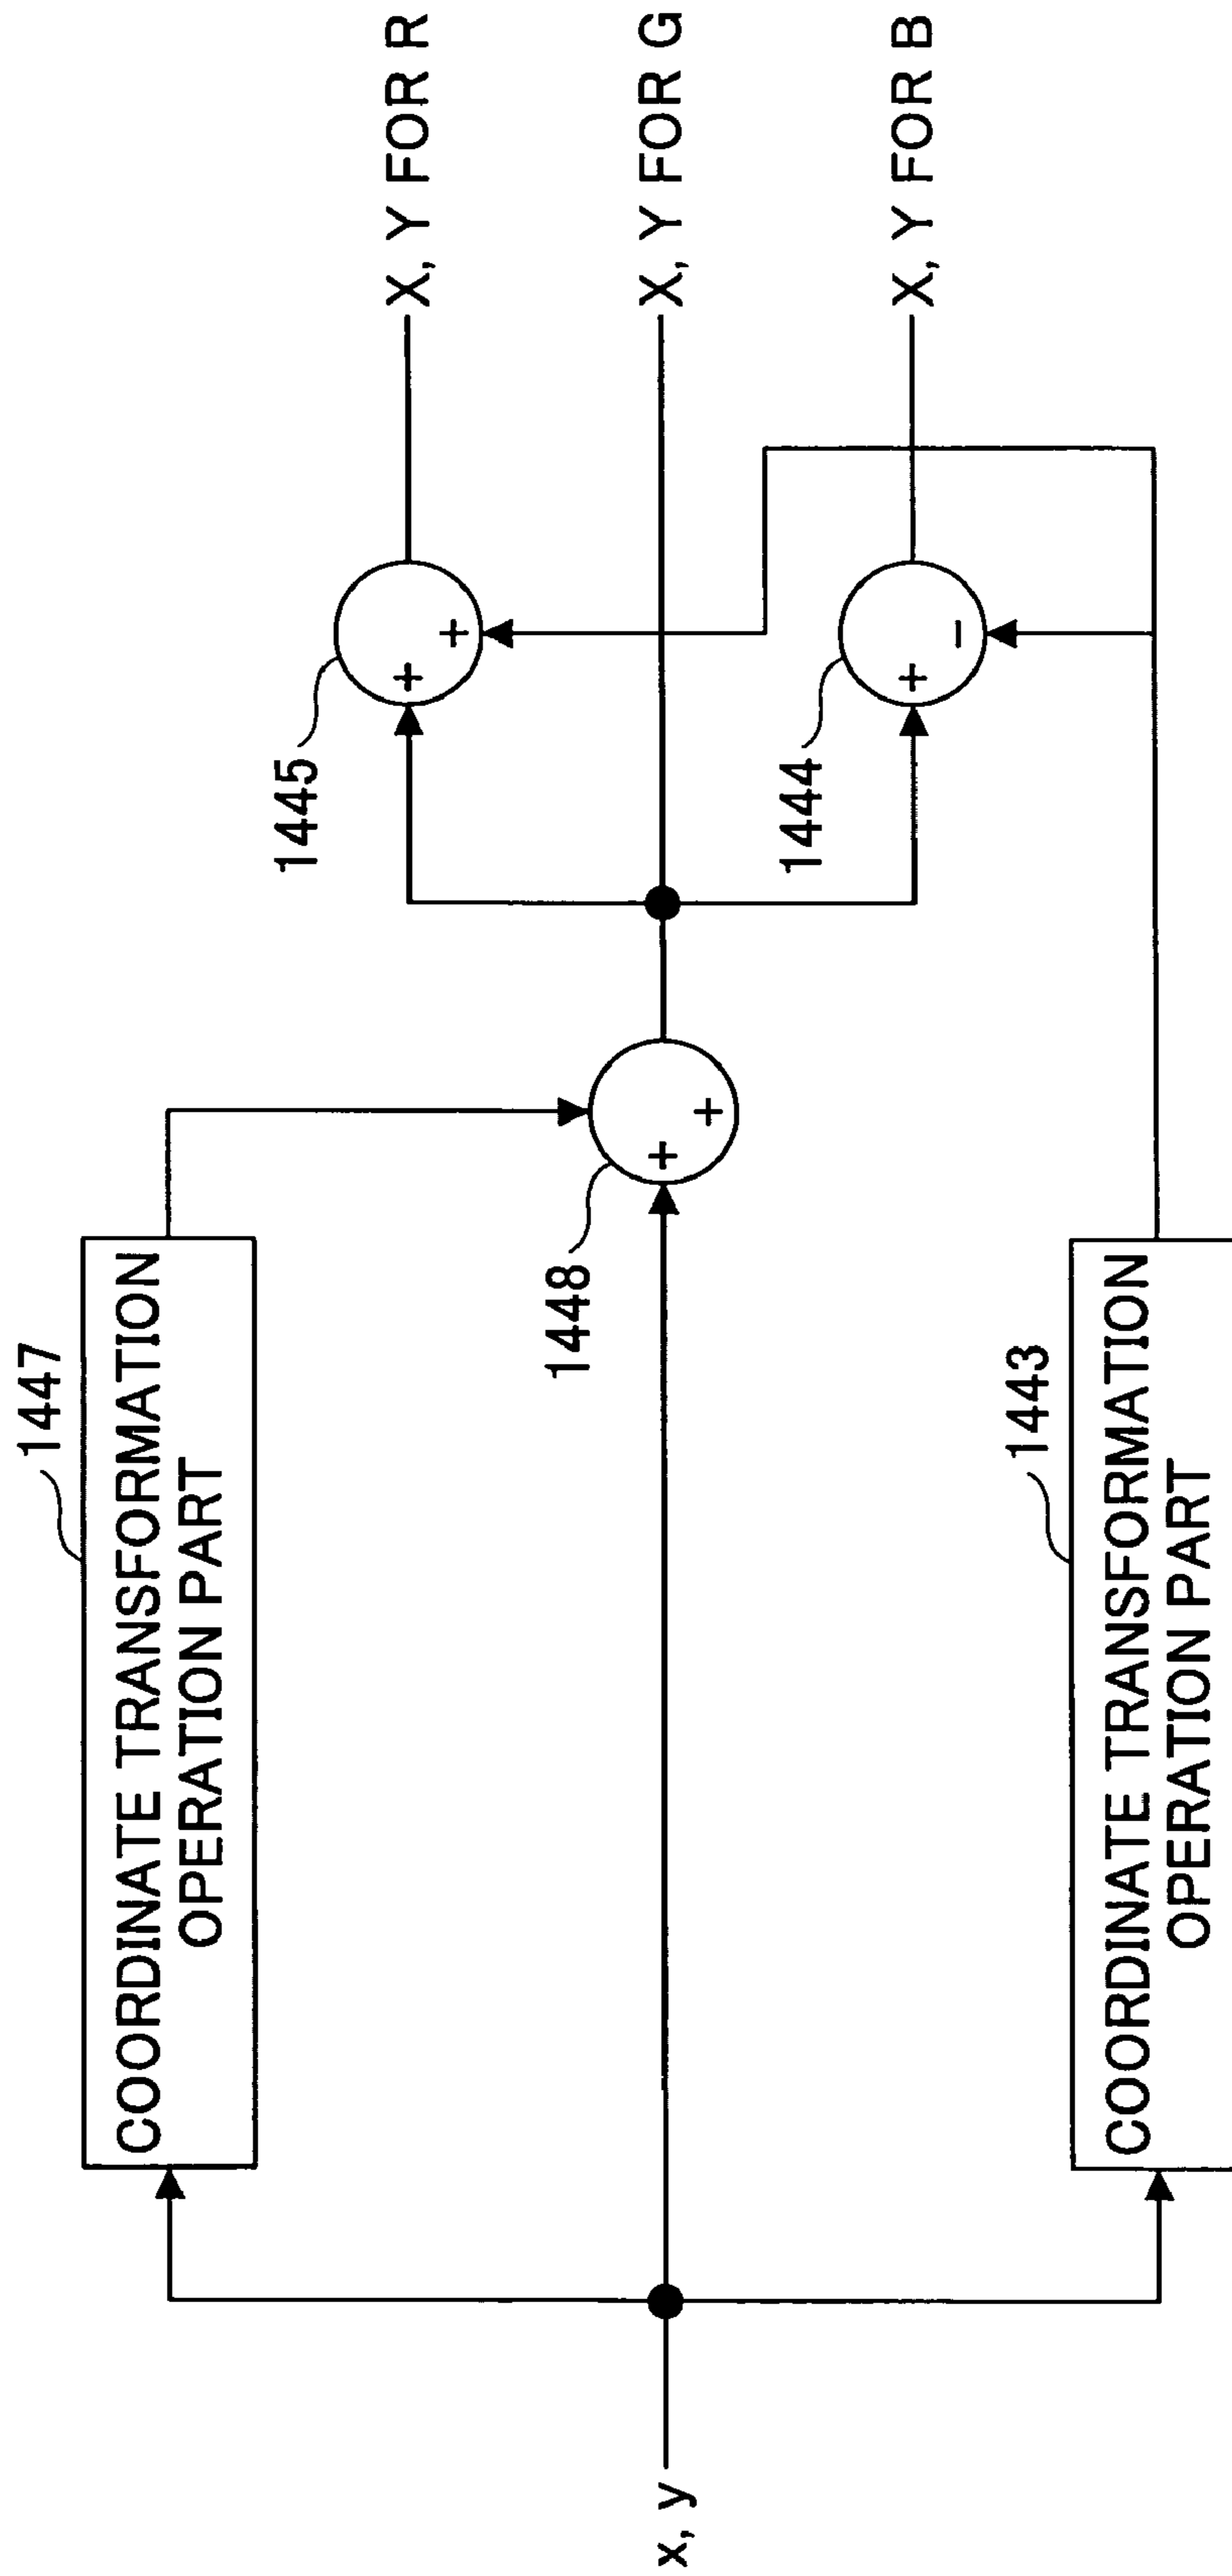 1447
COORDINATE TRANSFORMATION
OPERATION PART
x, y
1448
+
+
1445
+
+
X, Y FOR R
X, Y FOR G
1444
+
−
X, Y FOR B
1443
COORDINATE TRANSFORMATION
OPERATION PART